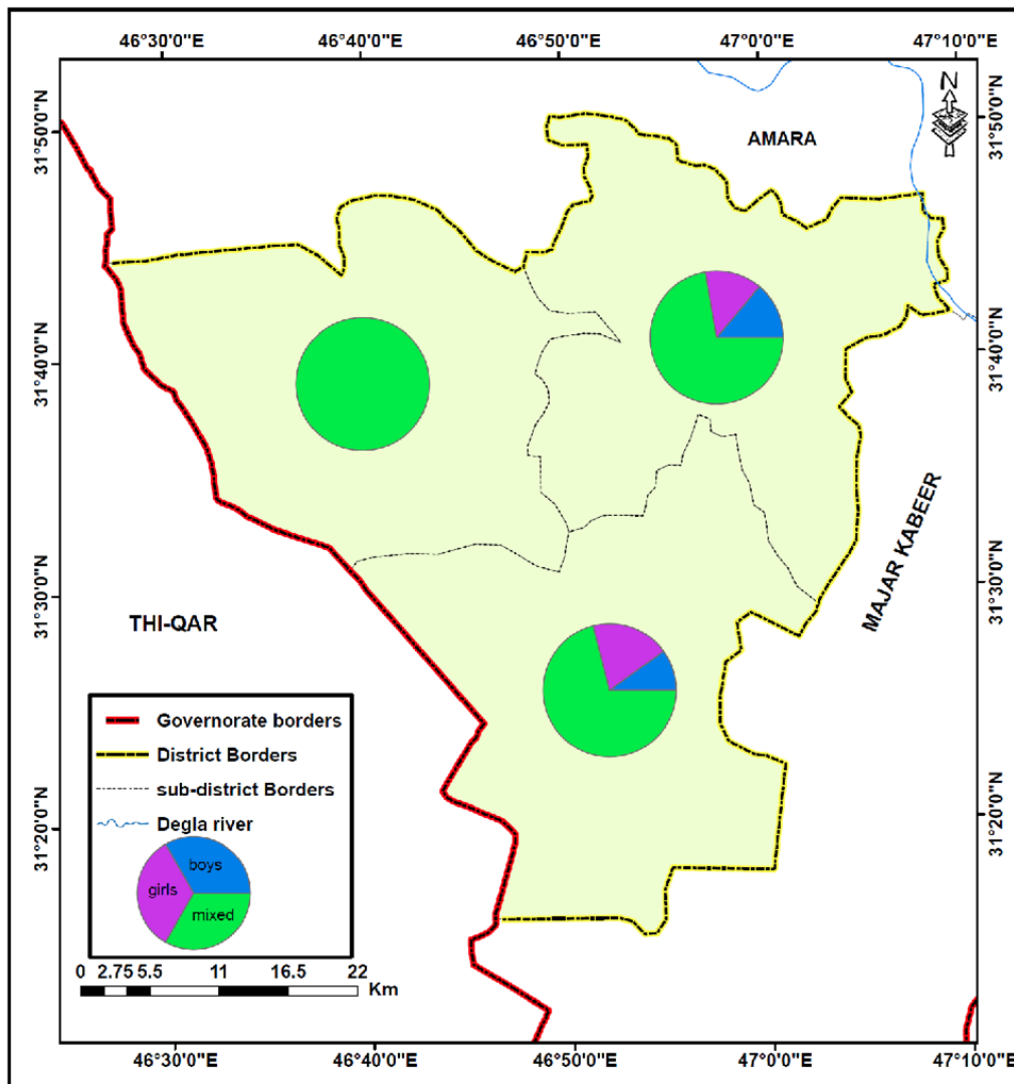 46°30'0"E 46°40'0"E 46°50'0"E 47°0'0"E 47°10'0"E
N
31°50'0"N
31°50'0"N
AMARA
31°40'0"N
31°40'0"N
MAJAR KABEER
31°30'0"N
31°30'0"N
THI-QAR
Governorate borders
District Borders
sub-district Borders
Degla river
31°20'0"N
31°20'0"N
boys
girls
mixed
0 2.75 5.5 11 16.5 22
Km
46°30'0"E 46°40'0"E 46°50'0"E 47°0'0"E 47°10'0"E